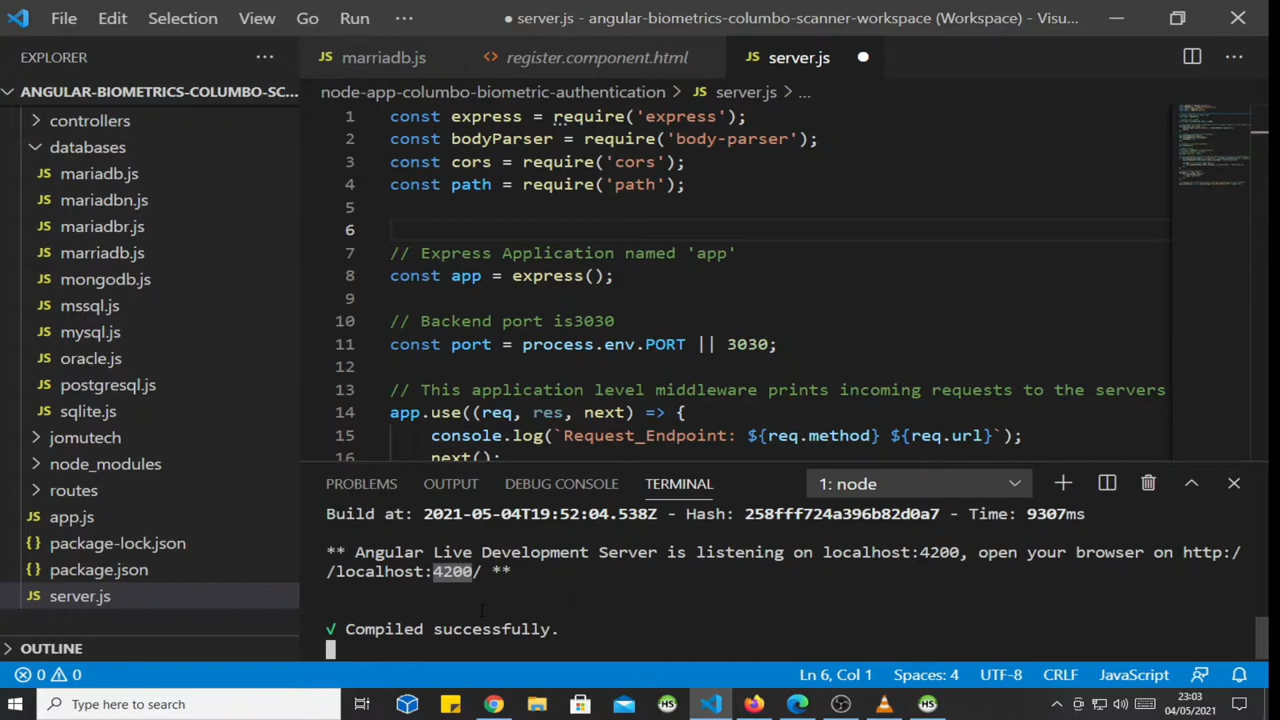 File Edit Selection View Go Run ··· ● server.js - angular-biometrics-columbo-scanner-workspace (Workspace) - Visu...
EXPLORER ···
JS marriadb.js <> register.component.html JS server.js ● ···
ANGULAR-BIOMETRICS-COLUMBO-SC...
node-app-columbo-biometric-authentication > JS server.js > ...
controllers
databases
JS mariadb.js
JS mariadbn.js
JS mariadbr.js
JS marriadb.js
JS mongodb.js
JS mssql.js
JS mysql.js
JS oracle.js
JS postgresql.js
JS sqlite.js
jomutech
node_modules
routes
JS app.js
{} package-lock.json
{} package.json
JS server.js
OUTLINE
1 const express = require('express');
2 const bodyParser = require('body-parser');
3 const cors = require('cors');
4 const path = require('path');
5
6
7 // Express Application named 'app'
8 const app = express();
9
10 // Backend port is3030
11 const port = process.env.PORT || 3030;
12
13 // This application level middleware prints incoming requests to the servers
14 app.use((req, res, next) => {
15 console.log(`Request_Endpoint: ${req.method} ${req.url}`);
16 next();
PROBLEMS OUTPUT DEBUG CONSOLE TERMINAL 1: node
Build at: 2021-05-04T19:52:04.538Z - Hash: 258fff724a396b82d0a7 - Time: 9307ms
** Angular Live Development Server is listening on localhost:4200, open your browser on http:/
/localhost:4200/ **
√ Compiled successfully.
0 0 Ln 6, Col 1 Spaces: 4 UTF-8 CRLF JavaScript
Type here to search HS HS 23:03
04/05/2021